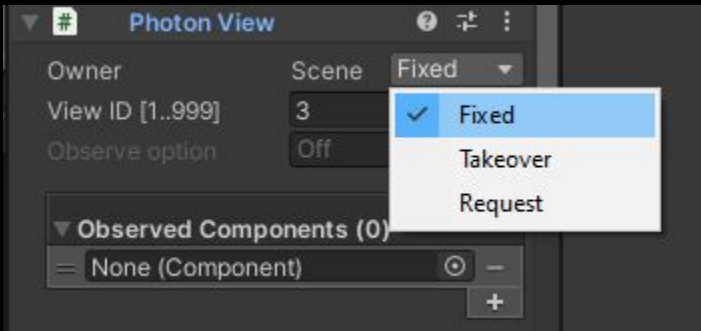 # Photon View
Owner Scene Fixed
View ID [1..999] 3
Observe option Off
Fixed
Takeover
Request
Observed Components (0)
None (Component)